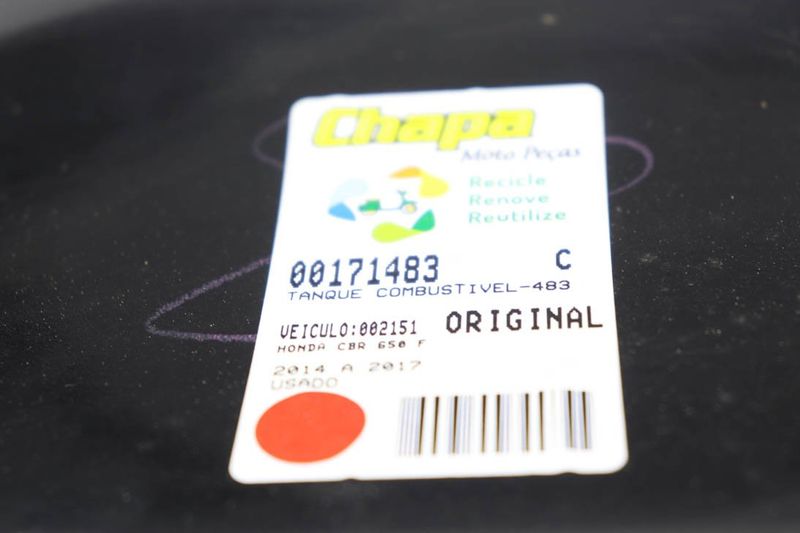 Chapa
Moto Peças
Recicle
Renove
Reutilize
00171483 C
TANQUE COMBUSTIVEL-483
VEICULO:002151 ORIGINAL
HONDA CBR 650 F
2014 A 2017
USADO